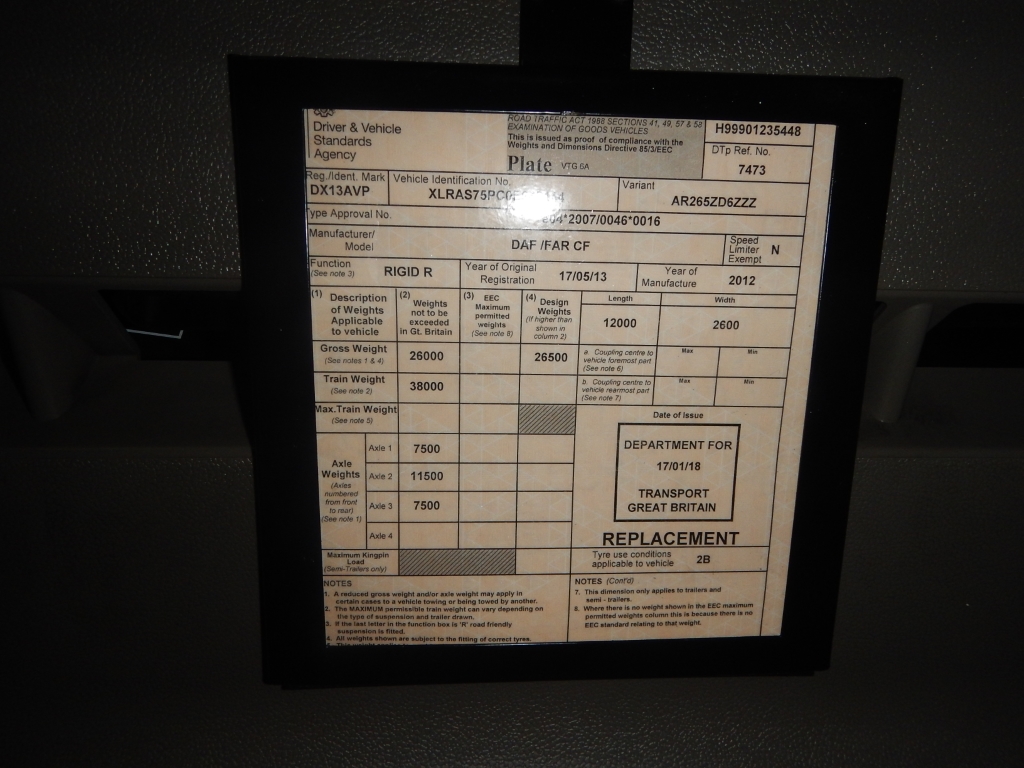 Driver & Vehicle
Standards
Agency
ROAD TRAFFIC ACT 1988 SECTIONS 41, 49, 57 & 58
EXAMINATION OF GOODS VEHICLES
This is issued as proof of compliance with the
Weights and Dimensions Directive 85/3/EEC
Plate VTG 6A
H99901235448
DTp Ref. No.
7473
Reg./Ident. Mark
DX13AVP
Vehicle Identification No.
XLRAS75PC0
Variant
AR265ZD6ZZZ
Type Approval No.
e04*2007/0046*0016
Manufacturer/
Model
DAF /FAR CF
Speed
Limiter
Exempt
N
Function
(See note 3)
RIGID R
Year of Original
Registration
17/05/13
Year of
Manufacture
2012
(1) Description
of Weights
Applicable
to vehicle
(2) Weights
not to be
exceeded
in Gt. Britain
(3) EEC
Maximum
permitted
weights
(See note 8)
(4) Design
Weights
(if higher than
shown in
column 2)
Length
12000
Width
2600
Gross Weight
(See notes 1 & 4)
26000
26500
a. Coupling centre to
vehicle foremost part
(See note 6)
Max
Min
Train Weight
(See note 2)
38000
b. Coupling centre to
vehicle rearmost part
(See note 7)
Max
Min
Max.Train Weight
(See note 5)
Axle
Weights
(Axles
numbered
from front
to rear)
(See note 1)
Axle 1
7500
Axle 2
11500
Axle 3
7500
Axle 4
Maximum Kingpin
Load
(Semi-Trailers only)
Date of Issue
DEPARTMENT FOR
17/01/18
TRANSPORT
GREAT BRITAIN
REPLACEMENT
Tyre use conditions
applicable to vehicle
2B
NOTES
1. A reduced gross weight and/or axle weight may apply in
certain cases to a vehicle towing or being towed by another.
2. The MAXIMUM permissible train weight can vary depending on
the type of suspension and trailer drawn.
3. If the last letter in the function box is 'R' road friendly
suspension is fitted.
4. All weights shown are subject to the fitting of correct tyres.
NOTES (Cont'd)
7. This dimension only applies to trailers and
semi - trailers.
8. Where there is no weight shown in the EEC maximum
permitted weights column this is because there is no
EEC standard relating to that weight.